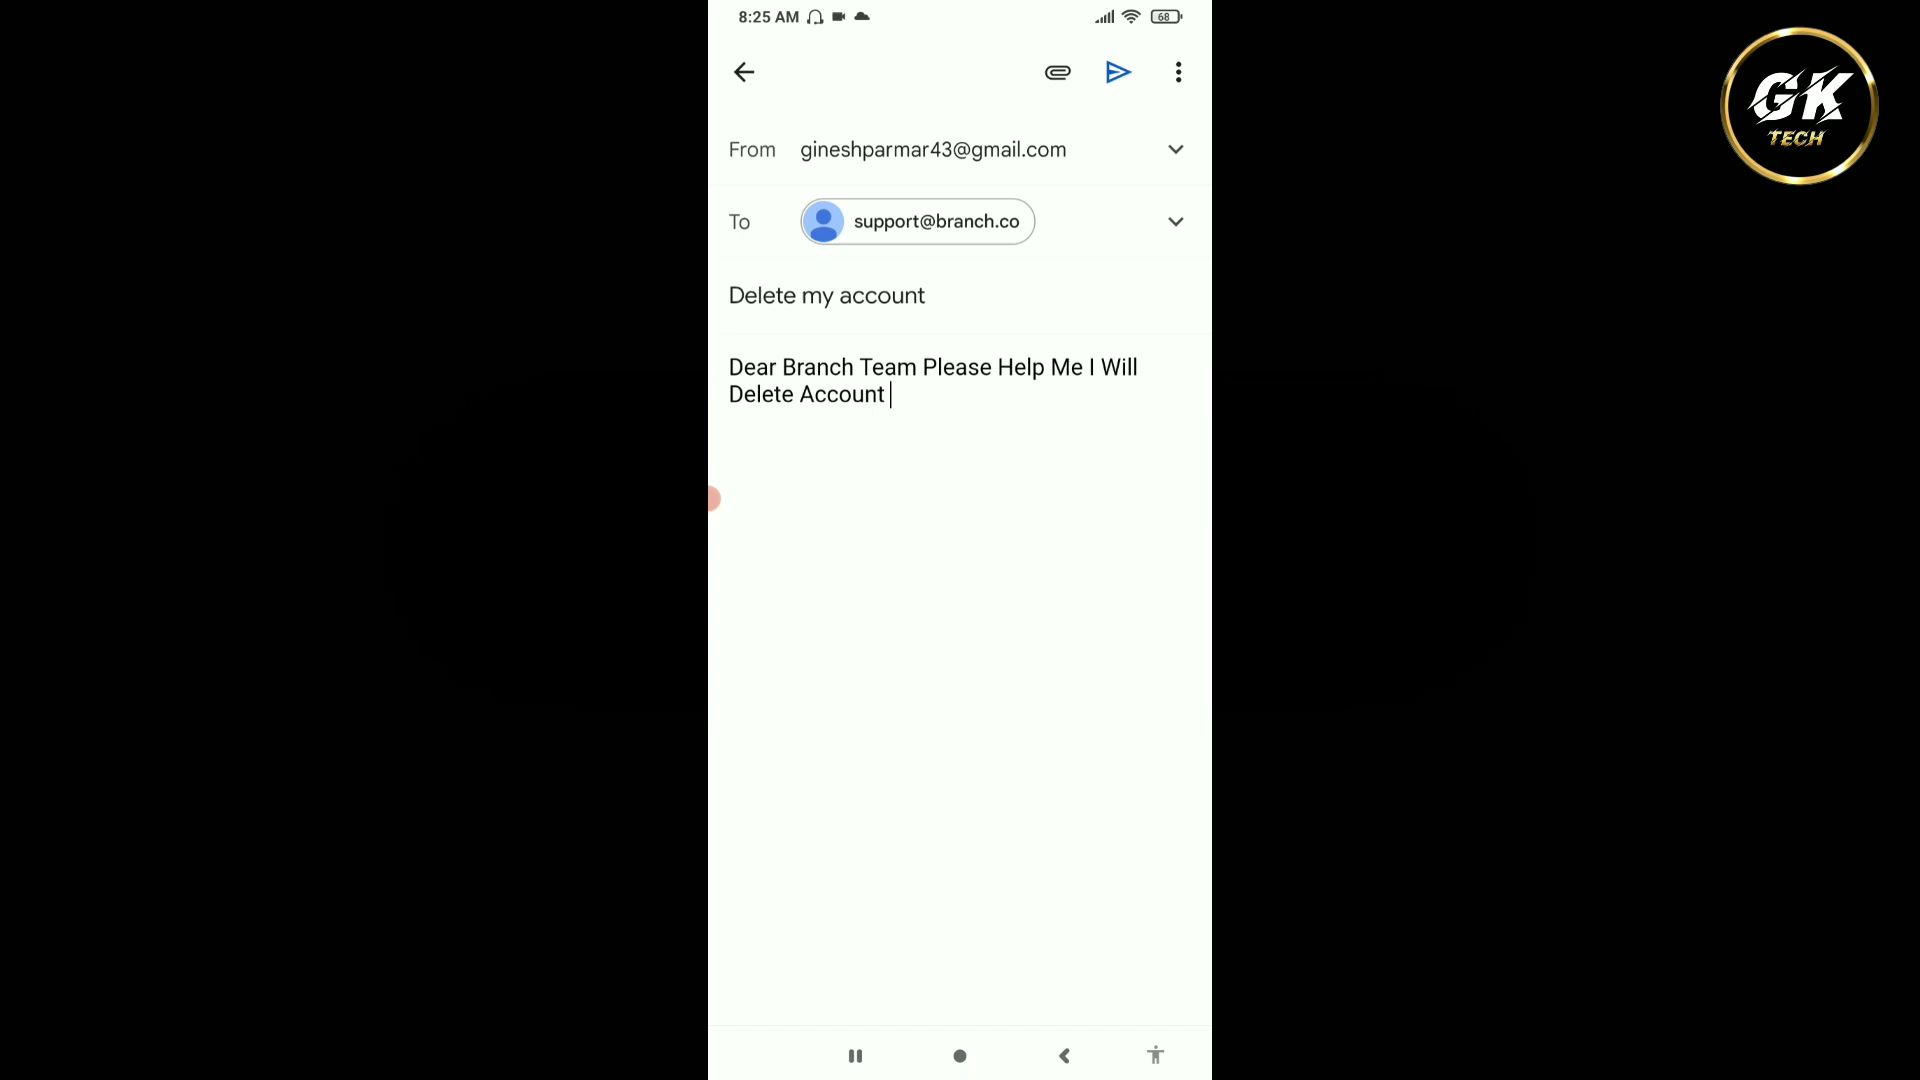 8:25 AM
68
From gineshparmar43@gmail.com
To support@branch.co
Delete my account
Dear Branch Team Please Help Me I Will
Delete Account
GK
TECH